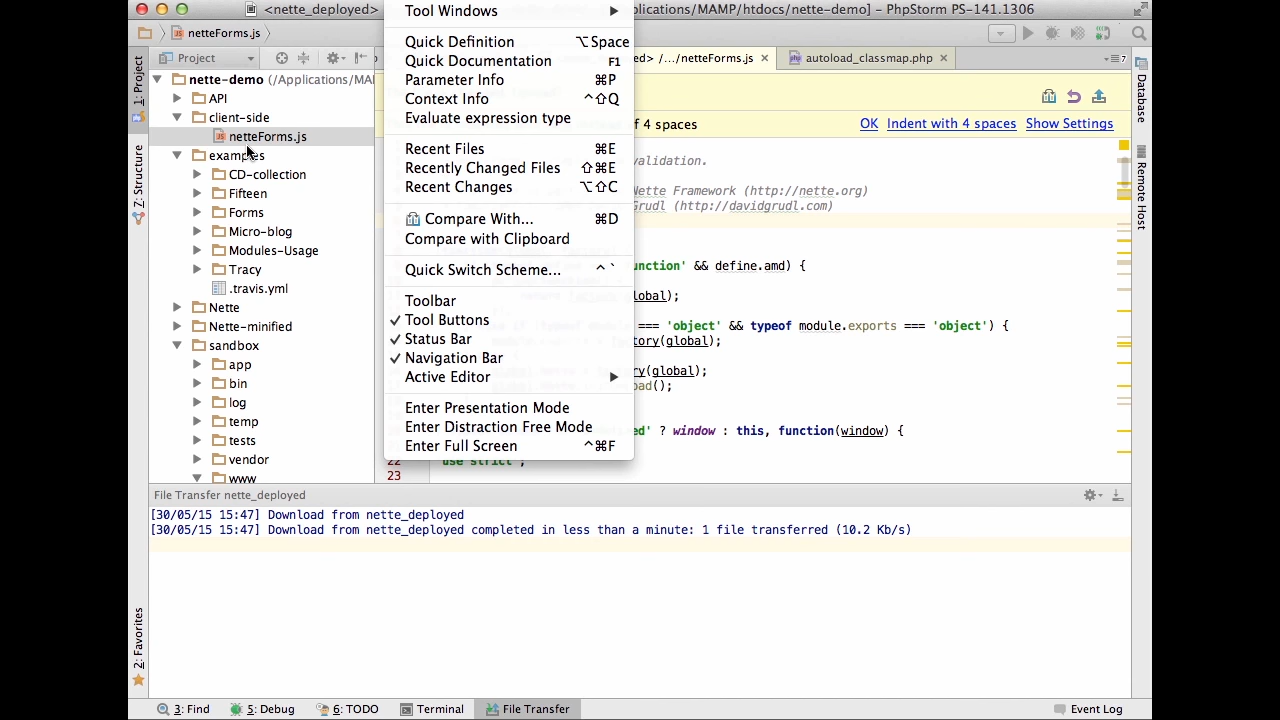 <nette_deployed>
plications/MAMP/htdocs/nette-demo] – PhpStorm PS-141.1306
netteForms.js
Project
d> /.../netteForms.js
autoload_classmap.php
7
1: Project
Z: Structure
2: Favorites
nette-demo (/Applications/MA
API
client-side
netteForms.js
examples
CD-collection
Fifteen
Forms
Micro-blog
Modules-Usage
Tracy
.travis.yml
Nette
Nette-minified
sandbox
app
bin
log
temp
tests
vendor
www
Tool Windows
Quick Definition ⌥Space
Quick Documentation F1
Parameter Info ⌘P
Context Info ^⇧Q
Evaluate expression type
Recent Files ⌘E
Recently Changed Files ⇧⌘E
Recent Changes ⌥⇧C
Compare With... ⌘D
Compare with Clipboard
Quick Switch Scheme... ^`
Toolbar
✓ Tool Buttons
✓ Status Bar
✓ Navigation Bar
Active Editor
Enter Presentation Mode
Enter Distraction Free Mode
Enter Full Screen ^⌘F
f 4 spaces
OK Indent with 4 spaces Show Settings
validation.
Nette Framework (http://nette.org)
Grudl (http://davidgrudl.com)
unction' && define.amd) {
lobal);
=== 'object' && typeof module.exports === 'object') {
tory(global);
ry(global);
oad();
d' ? window : this, function(window) {
22
23
use strict';
Database
Remote Host
File Transfer nette_deployed
[30/05/15 15:47] Download from nette_deployed
[30/05/15 15:47] Download from nette_deployed completed in less than a minute: 1 file transferred (10.2 Kb/s)
3: Find
5: Debug
6: TODO
Terminal
File Transfer
Event Log